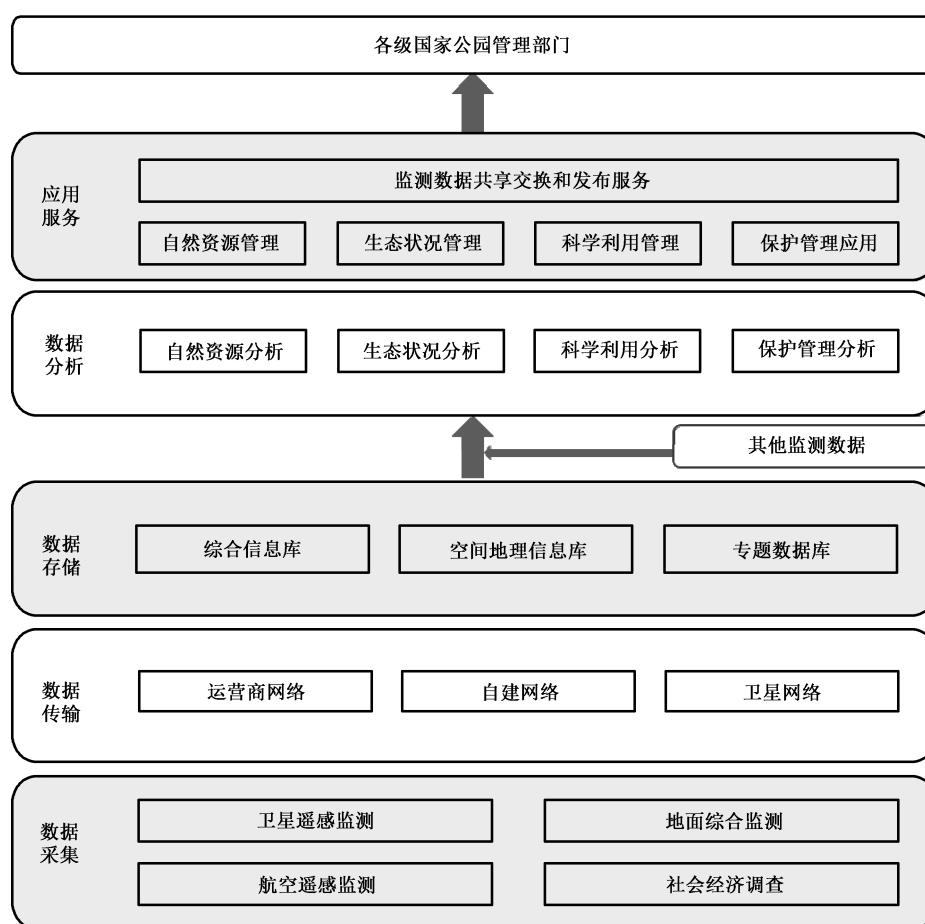 各级国家公园管理部门
应用
服务
监测数据共享交换和发布服务
自然资源管理
生态状况管理
科学利用管理
保护管理应用
数据
分析
自然资源分析
生态状况分析
科学利用分析
保护管理分析
其他监测数据
数据
存储
综合信息库
空间地理信息库
专题数据库
数据
传输
运营商网络
自建网络
卫星网络
数据
采集
卫星遥感监测
地面综合监测
航空遥感监测
社会经济调查